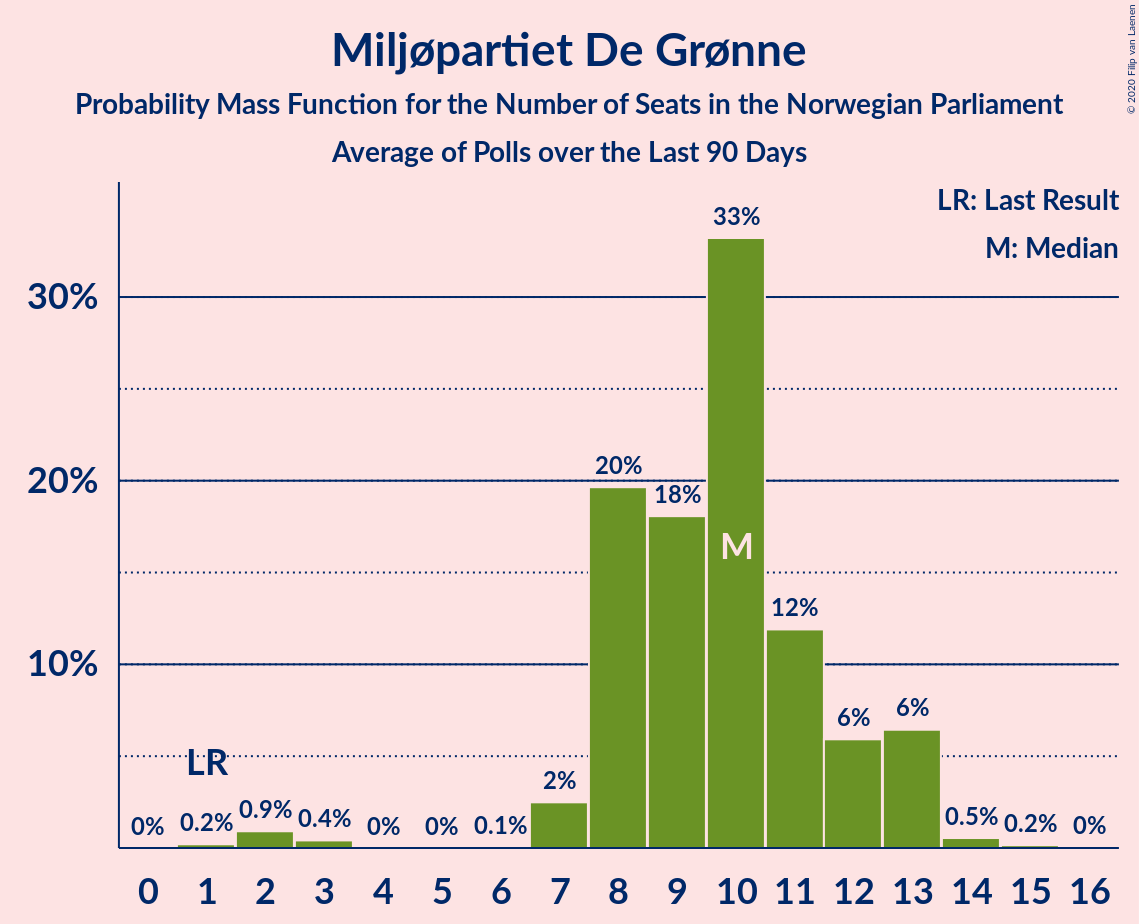 Miljøpartiet De Grønne
Probability Mass Function for the Number of Seats in the Norwegian Parliament
Average of Polls over the Last 90 Days
© 2020 Filip van Laenen
LR: Last Result
M: Median
33%
30%
20%
20%
18%
M
12%
10%
6%
6%
LR
2%
0%
0.2%
0.9%
0.4%
0%
0%
0.1%
0.5%
0.2%
0%
0 1 2 3 4 5 6 7 8 9 10 11 12 13 14 15 16